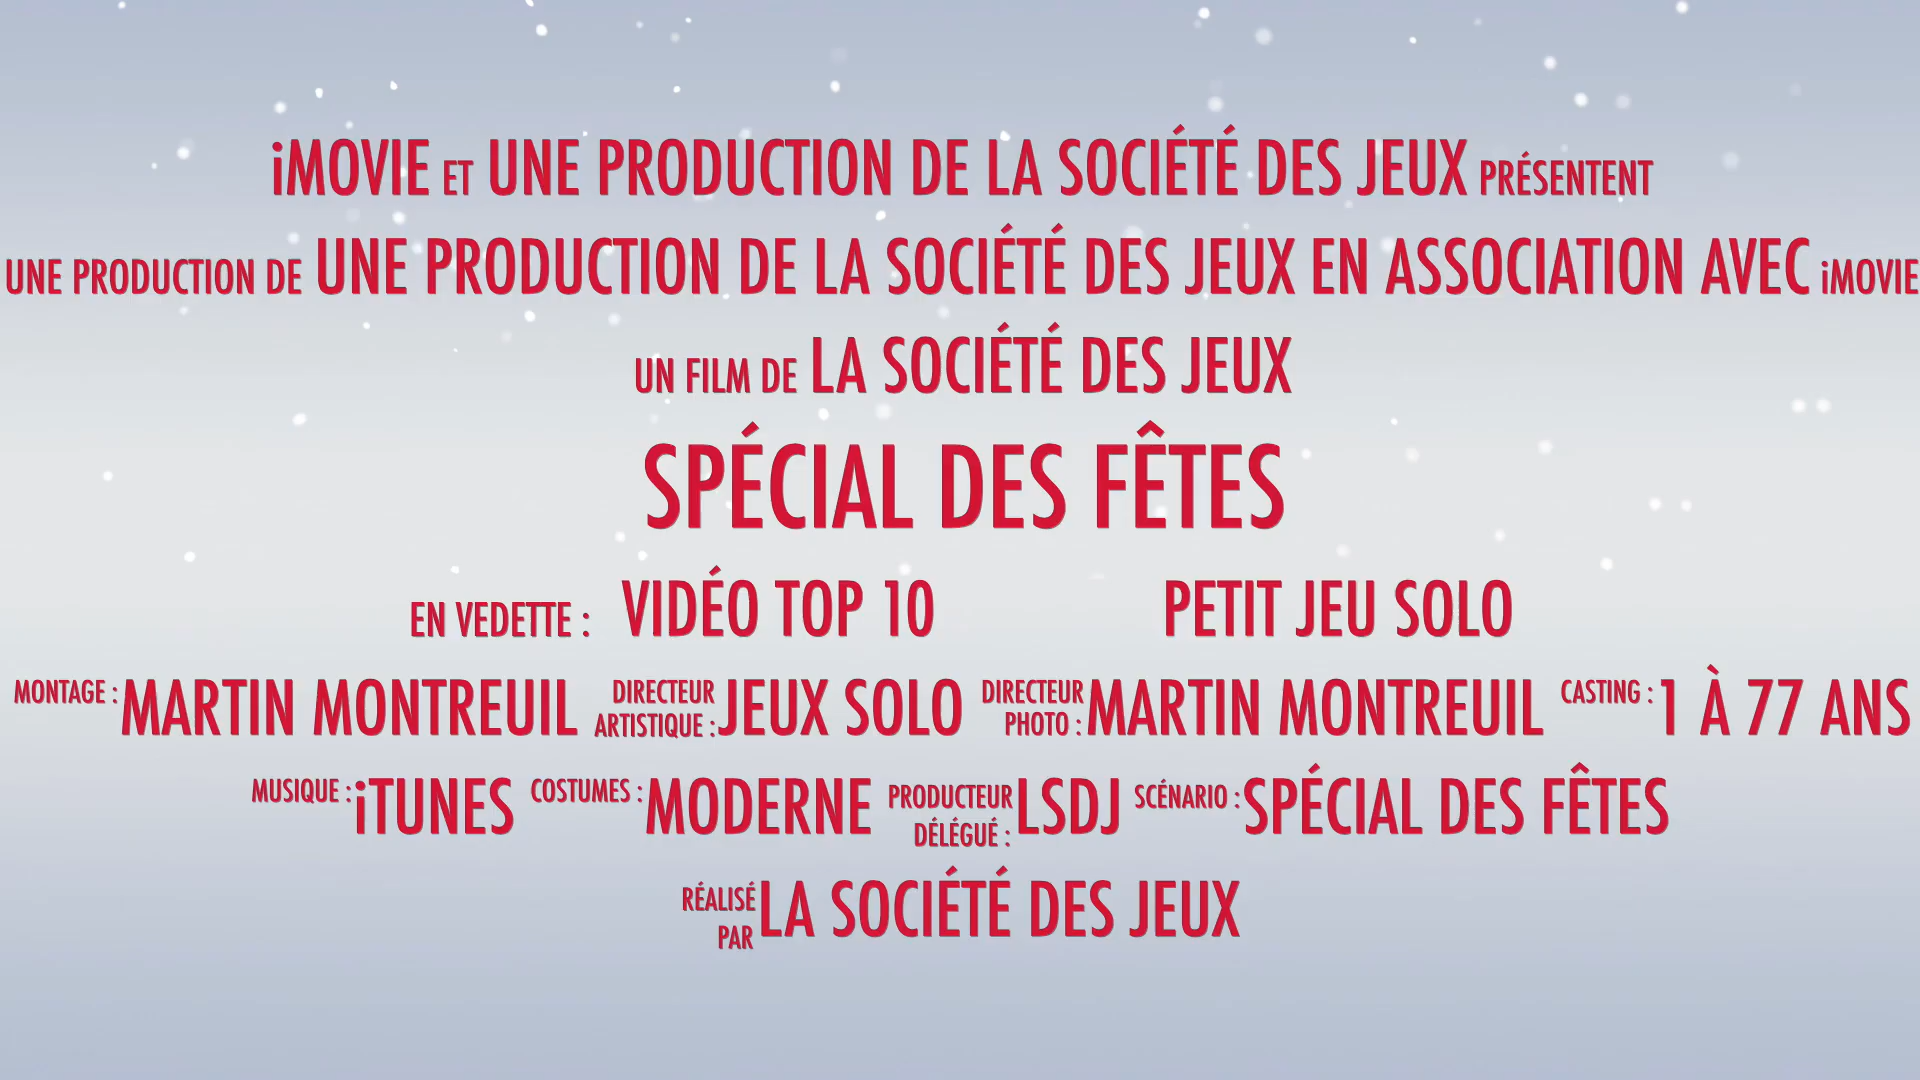 iMOVIE ET UNE PRODUCTION DE LA SOCIÉTÉ DES JEUX PRÉSENTENT
UNE PRODUCTION DE UNE PRODUCTION DE LA SOCIÉTÉ DES JEUX EN ASSOCIATION AVEC iMOVIE
UN FILM DE LA SOCIÉTÉ DES JEUX
SPÉCIAL DES FÊTES
EN VEDETTE : VIDÉO TOP 10 PETIT JEU SOLO
MONTAGE : MARTIN MONTREUIL DIRECTEUR ARTISTIQUE : JEUX SOLO DIRECTEUR PHOTO : MARTIN MONTREUIL CASTING : 1 À 77 ANS
MUSIQUE : iTUNES COSTUMES : MODERNE PRODUCTEUR DÉLÉGUÉ : LSDJ SCÉNARIO : SPÉCIAL DES FÊTES
RÉALISÉ PAR LA SOCIÉTÉ DES JEUX